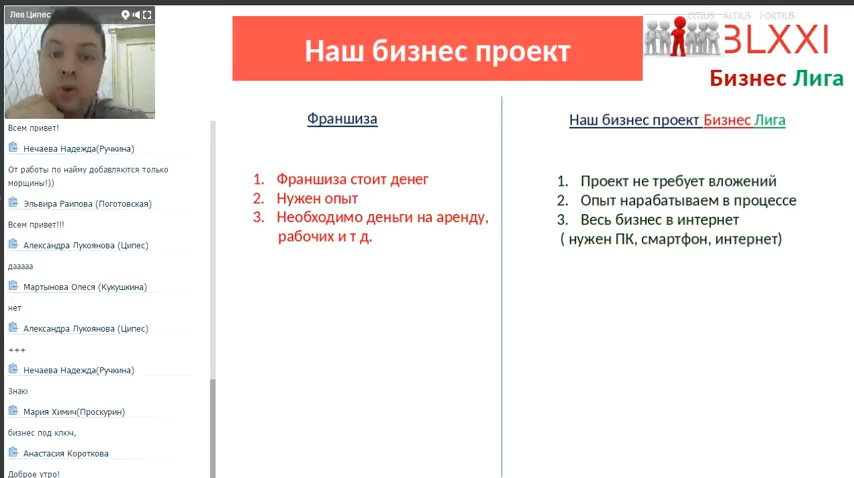 Лев Ципес
Всем привет!
Нечаева Надежда(Ручкина)
От работы по найму добавляются только
морщины!))
Эльвира Раипова (Поготовская)
Всем привет!!!
Александра Лукоянова (Ципес)
дааааа
Мартынова Олеся (Кукушкина)
нет
Александра Лукоянова (Ципес)
+++
Нечаева Надежда(Ручкина)
Знаю
Мария Химич(Проскурин)
бизнес под ключ,
Анастасия Короткова
Доброе утро!
Наш бизнес проект
CITIUS ALTIUS FORTIUS
BLXXI
Бизнес Лига
Франшиза
1. Франшиза стоит денег
2. Нужен опыт
3. Необходимо деньги на аренду,
рабочих и т д.
Наш бизнес проект Бизнес Лига
1. Проект не требует вложений
2. Опыт нарабатываем в процессе
3. Весь бизнес в интернет
( нужен ПК, смартфон, интернет)